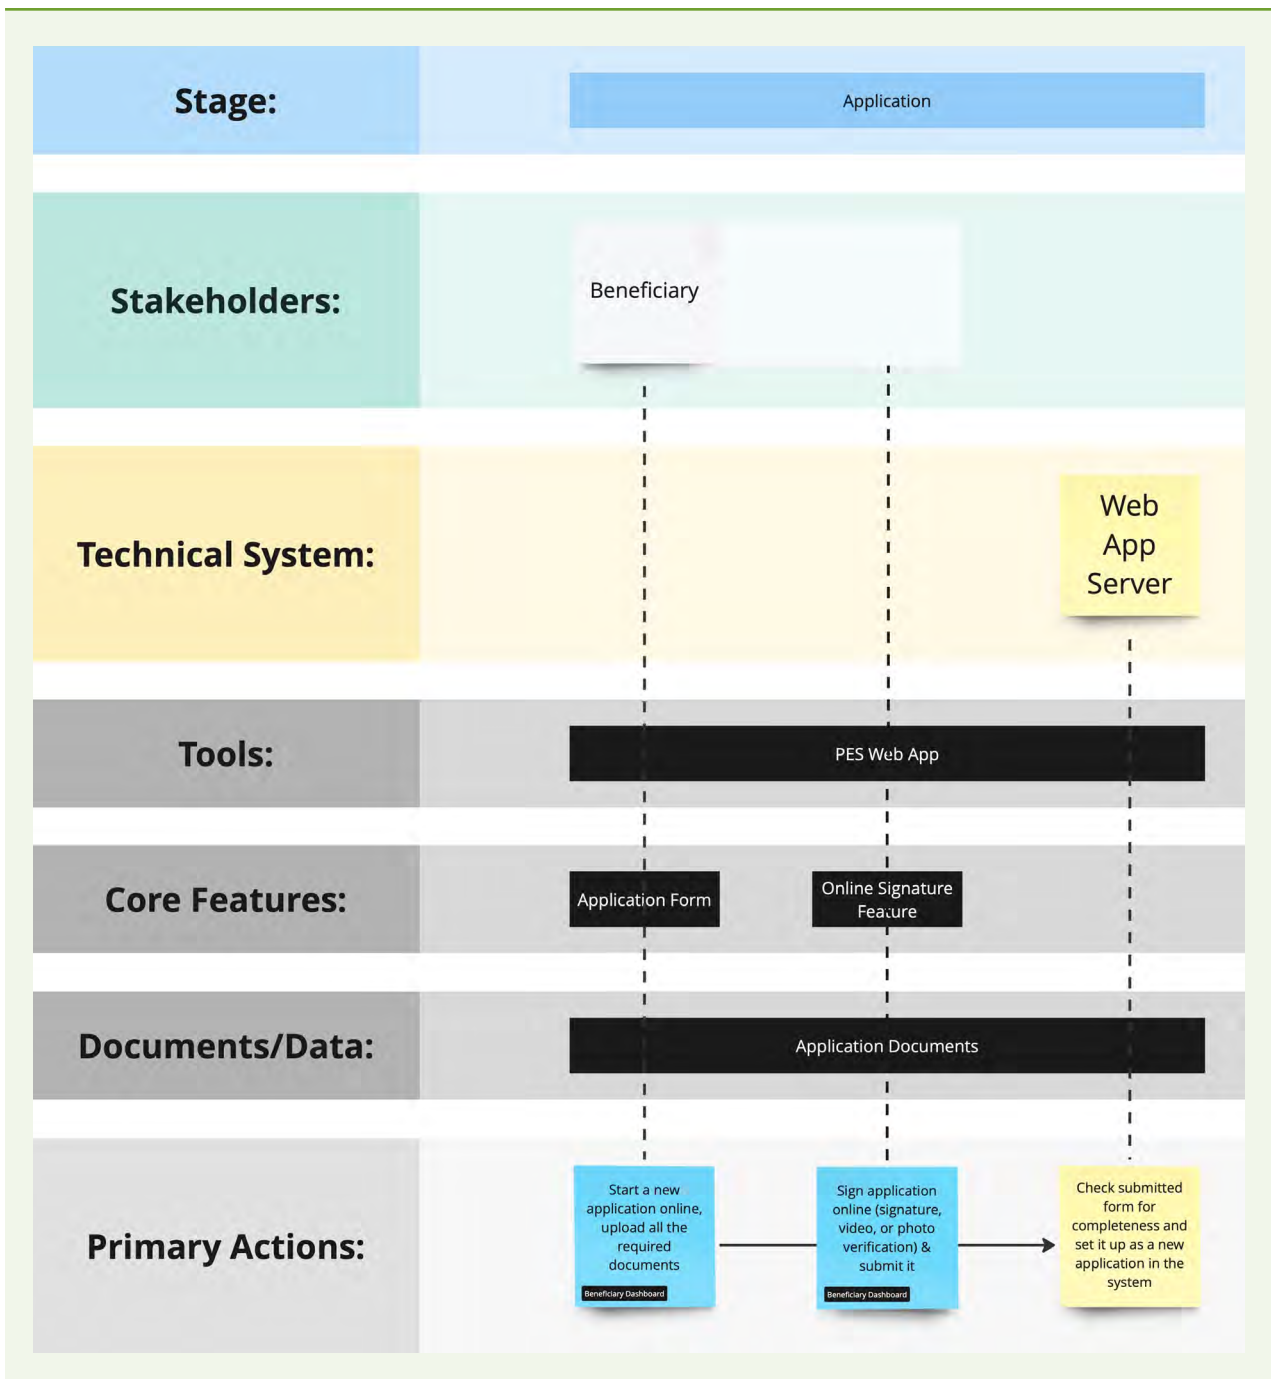 Stage:
Application
Stakeholders:
Beneficiary
Technical System:
Web
App
Server
Tools:
PES Web App
Core Features:
Application Form
Online Signature
Feature
Documents/Data:
Application Documents
Primary Actions:
Start a new
application online,
upload all the
required
documents
Beneficiary Dashboard
Sign application
online (signature,
video, or photo
verification) &
submit it
Beneficiary Dashboard
Check submitted
form for
completeness and
set it up as a new
application in the
system